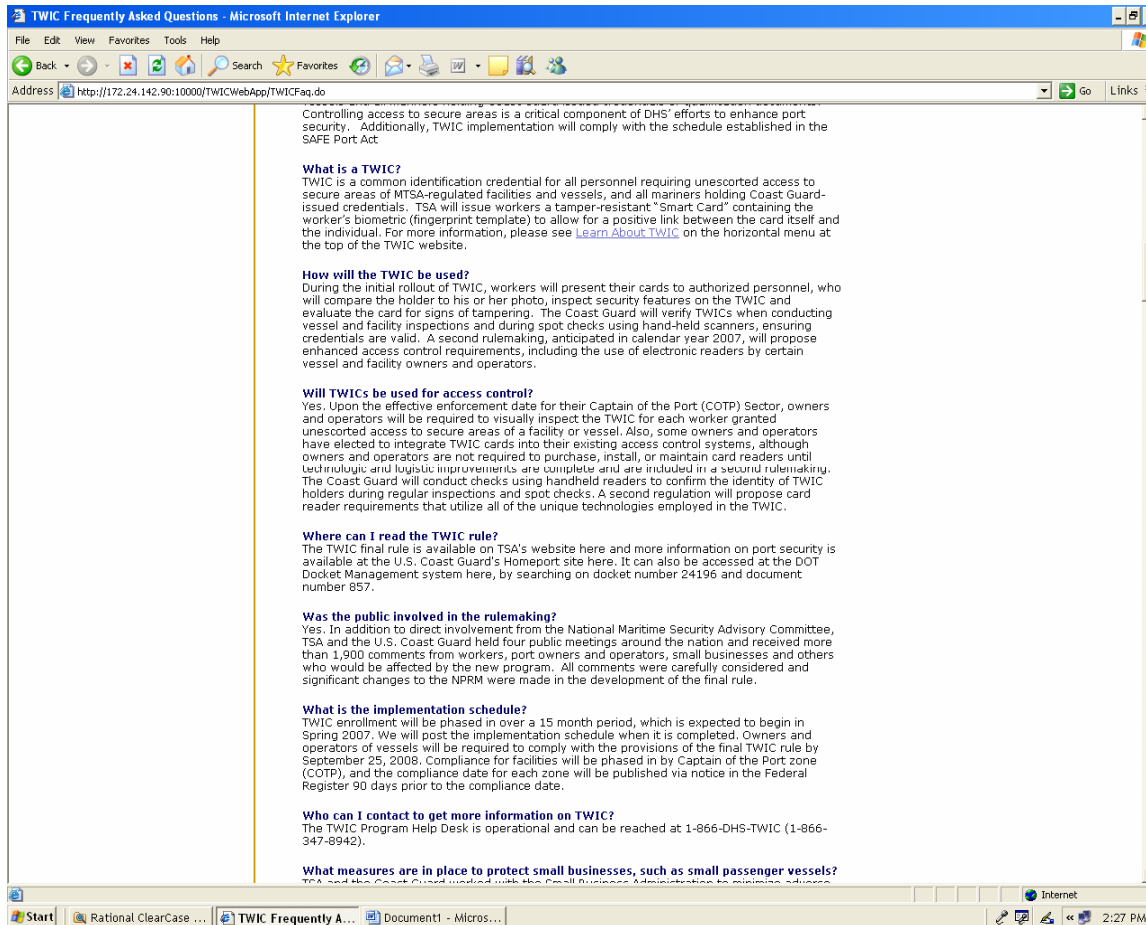 TWIC Frequently Asked Questions - Microsoft Internet Explorer
File Edit View Favorites Tools Help
Back Search Favorites
Address http://172.24.142.90:10000/TWICWebApp/TWICFaq.do Go Links
Controlling access to secure areas is a critical component of DHS' efforts to enhance port
security. Additionally, TWIC implementation will comply with the schedule established in the
SAFE Port Act
What is a TWIC?
TWIC is a common identification credential for all personnel requiring unescorted access to
secure areas of MTSA-regulated facilities and vessels, and all mariners holding Coast Guard-
issued credentials. TSA will issue workers a tamper-resistant "Smart Card" containing the
worker's biometric (fingerprint template) to allow for a positive link between the card itself and
the individual. For more information, please see Learn About TWIC on the horizontal menu at
the top of the TWIC website.
How will the TWIC be used?
During the initial rollout of TWIC, workers will present their cards to authorized personnel, who
will compare the holder to his or her photo, inspect security features on the TWIC and
evaluate the card for signs of tampering. The Coast Guard will verify TWICs when conducting
vessel and facility inspections and during spot checks using hand-held scanners, ensuring
credentials are valid. A second rulemaking, anticipated in calendar year 2007, will propose
enhanced access control requirements, including the use of electronic readers by certain
vessel and facility owners and operators.
Will TWICs be used for access control?
Yes. Upon the effective enforcement date for their Captain of the Port (COTP) Sector, owners
and operators will be required to visually inspect the TWIC for each worker granted
unescorted access to secure areas of a facility or vessel. Also, some owners and operators
have elected to integrate TWIC cards into their existing access control systems, although
owners and operators are not required to purchase, install, or maintain card readers until
technologic and logistic improvements are complete and are included in a second rulemaking.
The Coast Guard will conduct checks using handheld readers to confirm the identity of TWIC
holders during regular inspections and spot checks. A second regulation will propose card
reader requirements that utilize all of the unique technologies employed in the TWIC.
Where can I read the TWIC rule?
The TWIC final rule is available on TSA's website here and more information on port security is
available at the U.S. Coast Guard's Homeport site here. It can also be accessed at the DOT
Docket Management system here, by searching on docket number 24196 and document
number 857.
Was the public involved in the rulemaking?
Yes. In addition to direct involvement from the National Maritime Security Advisory Committee,
TSA and the U.S. Coast Guard held four public meetings around the nation and received more
than 1,900 comments from workers, port owners and operators, small businesses and others
who would be affected by the new program. All comments were carefully considered and
significant changes to the NPRM were made in the development of the final rule.
What is the implementation schedule?
TWIC enrollment will be phased in over a 15 month period, which is expected to begin in
Spring 2007. We will post the implementation schedule when it is completed. Owners and
operators of vessels will be required to comply with the provisions of the final TWIC rule by
September 25, 2008. Compliance for facilities will be phased in by Captain of the Port zone
(COTP), and the compliance date for each zone will be published via notice in the Federal
Register 90 days prior to the compliance date.
Who can I contact to get more information on TWIC?
The TWIC Program Help Desk is operational and can be reached at 1-866-DHS-TWIC (1-866-
347-8942).
What measures are in place to protect small businesses, such as small passenger vessels?
TSA and the Coast Guard worked with the Small Business Administration to minimize adverse
Internet
Start Rational ClearCase ... TWIC Frequently A... Document1 - Micros... 2:27 PM